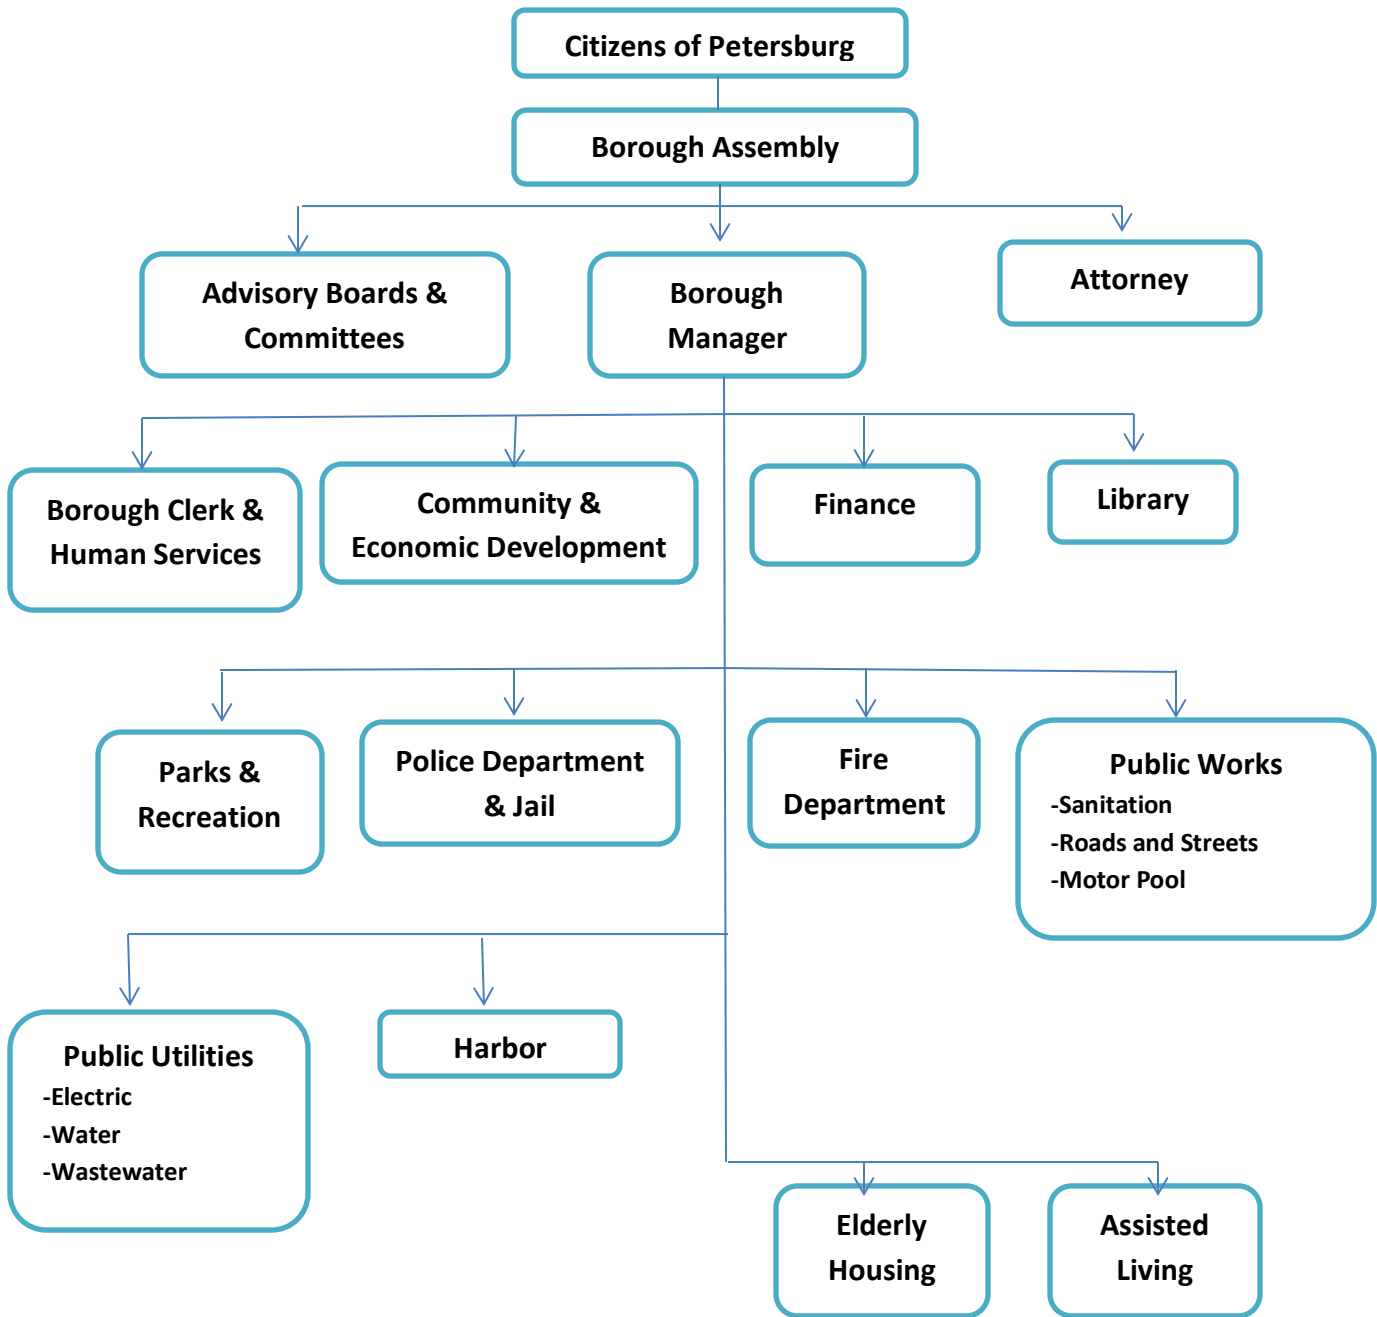 Citizens of Petersburg
Borough Assembly
Advisory Boards &
Committees
Borough
Manager
Attorney
Borough Clerk &
Human Services
Community &
Economic Development
Finance
Library
Parks &
Recreation
Police Department
& Jail
Fire
Department
Public Works
-Sanitation
-Roads and Streets
-Motor Pool
Public Utilities
-Electric
-Water
-Wastewater
Harbor
Elderly
Housing
Assisted
Living